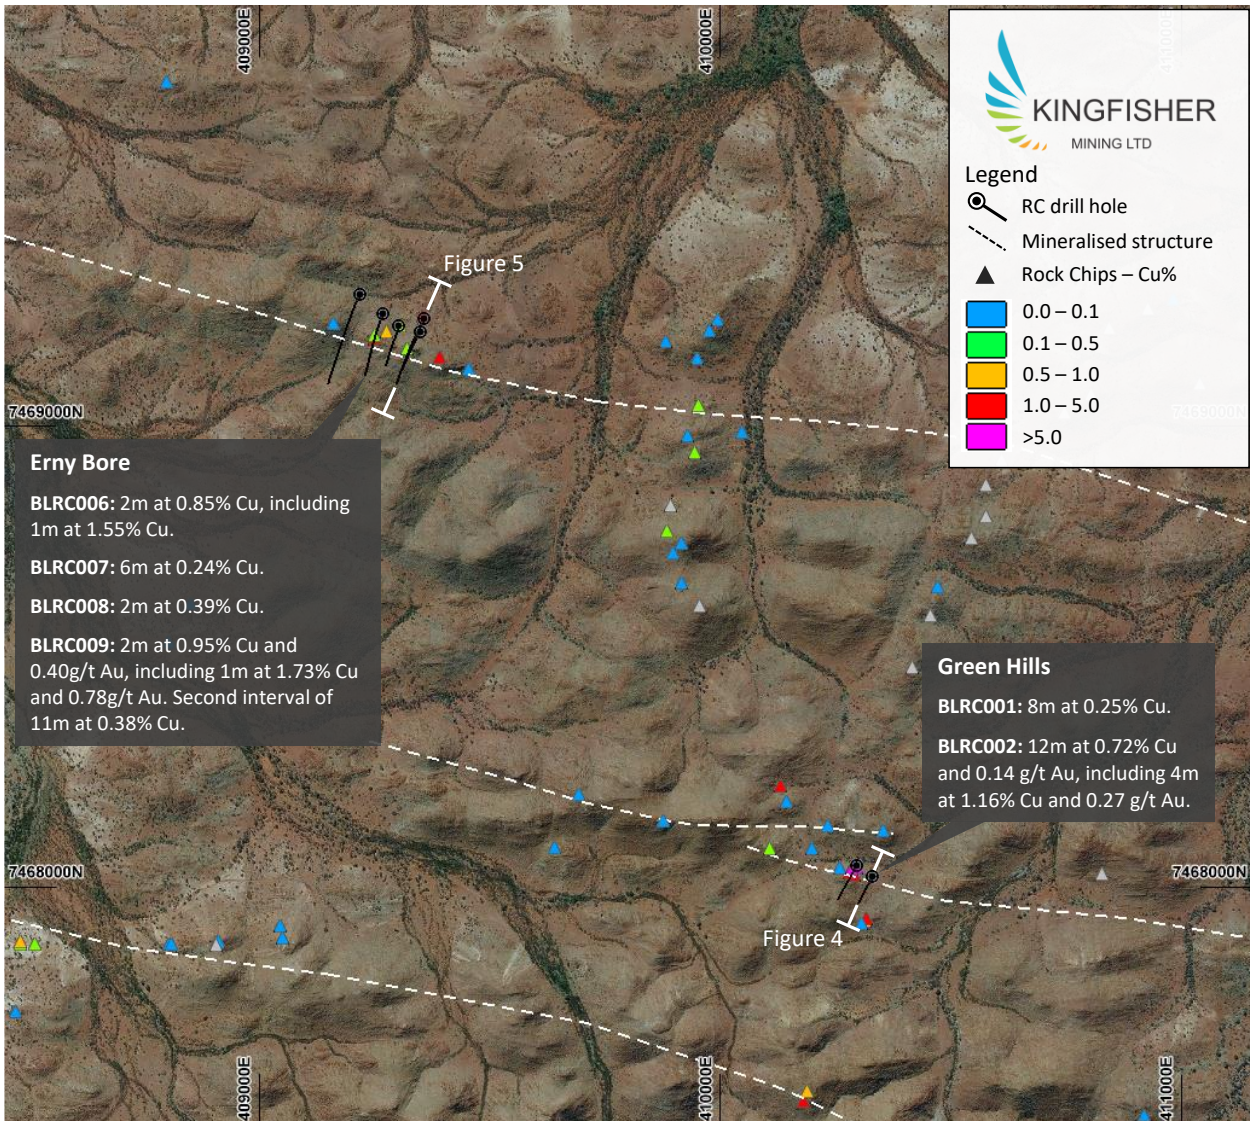 409000E
410000E
411000E
KINGFISHER
MINING LTD
Legend
RC drill hole
Mineralised structure
Rock Chips – Cu%
0.0 – 0.1
0.1 – 0.5
0.5 – 1.0
1.0 – 5.0
>5.0
Figure 5
7469000N
7469000N
Erny Bore
BLRC006: 2m at 0.85% Cu, including
1m at 1.55% Cu.
BLRC007: 6m at 0.24% Cu.
BLRC008: 2m at 0.39% Cu.
BLRC009: 2m at 0.95% Cu and
0.40g/t Au, including 1m at 1.73% Cu
and 0.78g/t Au. Second interval of
11m at 0.38% Cu.
Green Hills
BLRC001: 8m at 0.25% Cu.
BLRC002: 12m at 0.72% Cu
and 0.14 g/t Au, including 4m
at 1.16% Cu and 0.27 g/t Au.
7468000N
7468000N
Figure 4
409000E
410000E
411000E